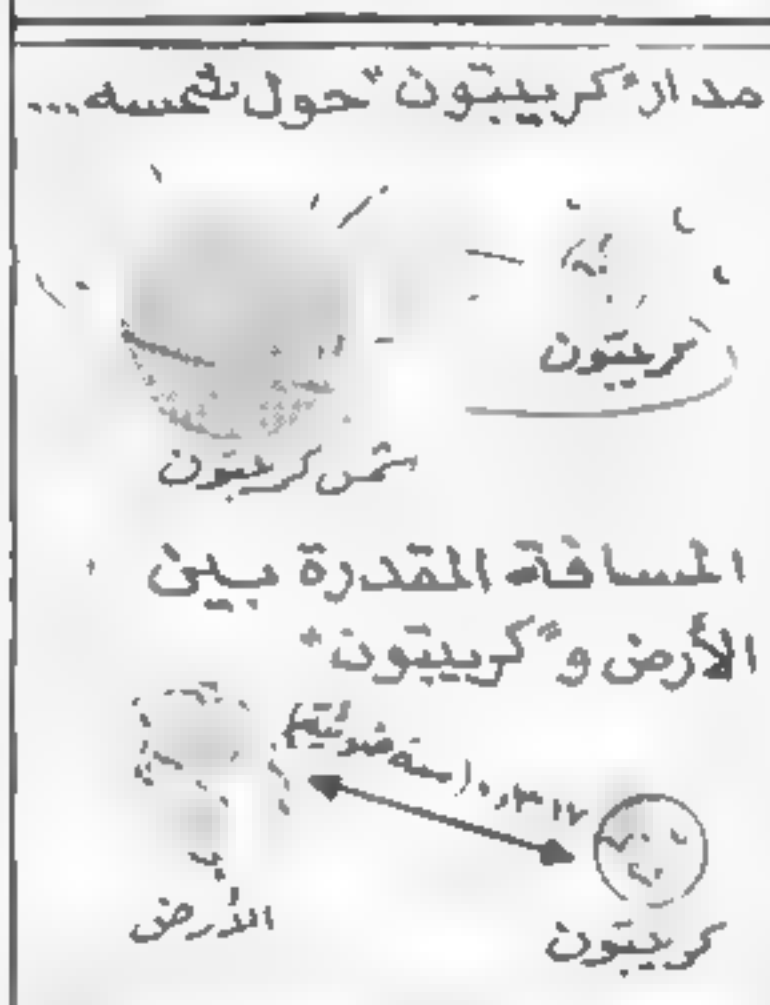 مدار "كريبتون" حول شمسه...
كريبتون
شمس كريبتون
المسافة المقدرة بين
الأرض و"كريبتون"
(سنة ضوئية)
الأرض
كريبتون